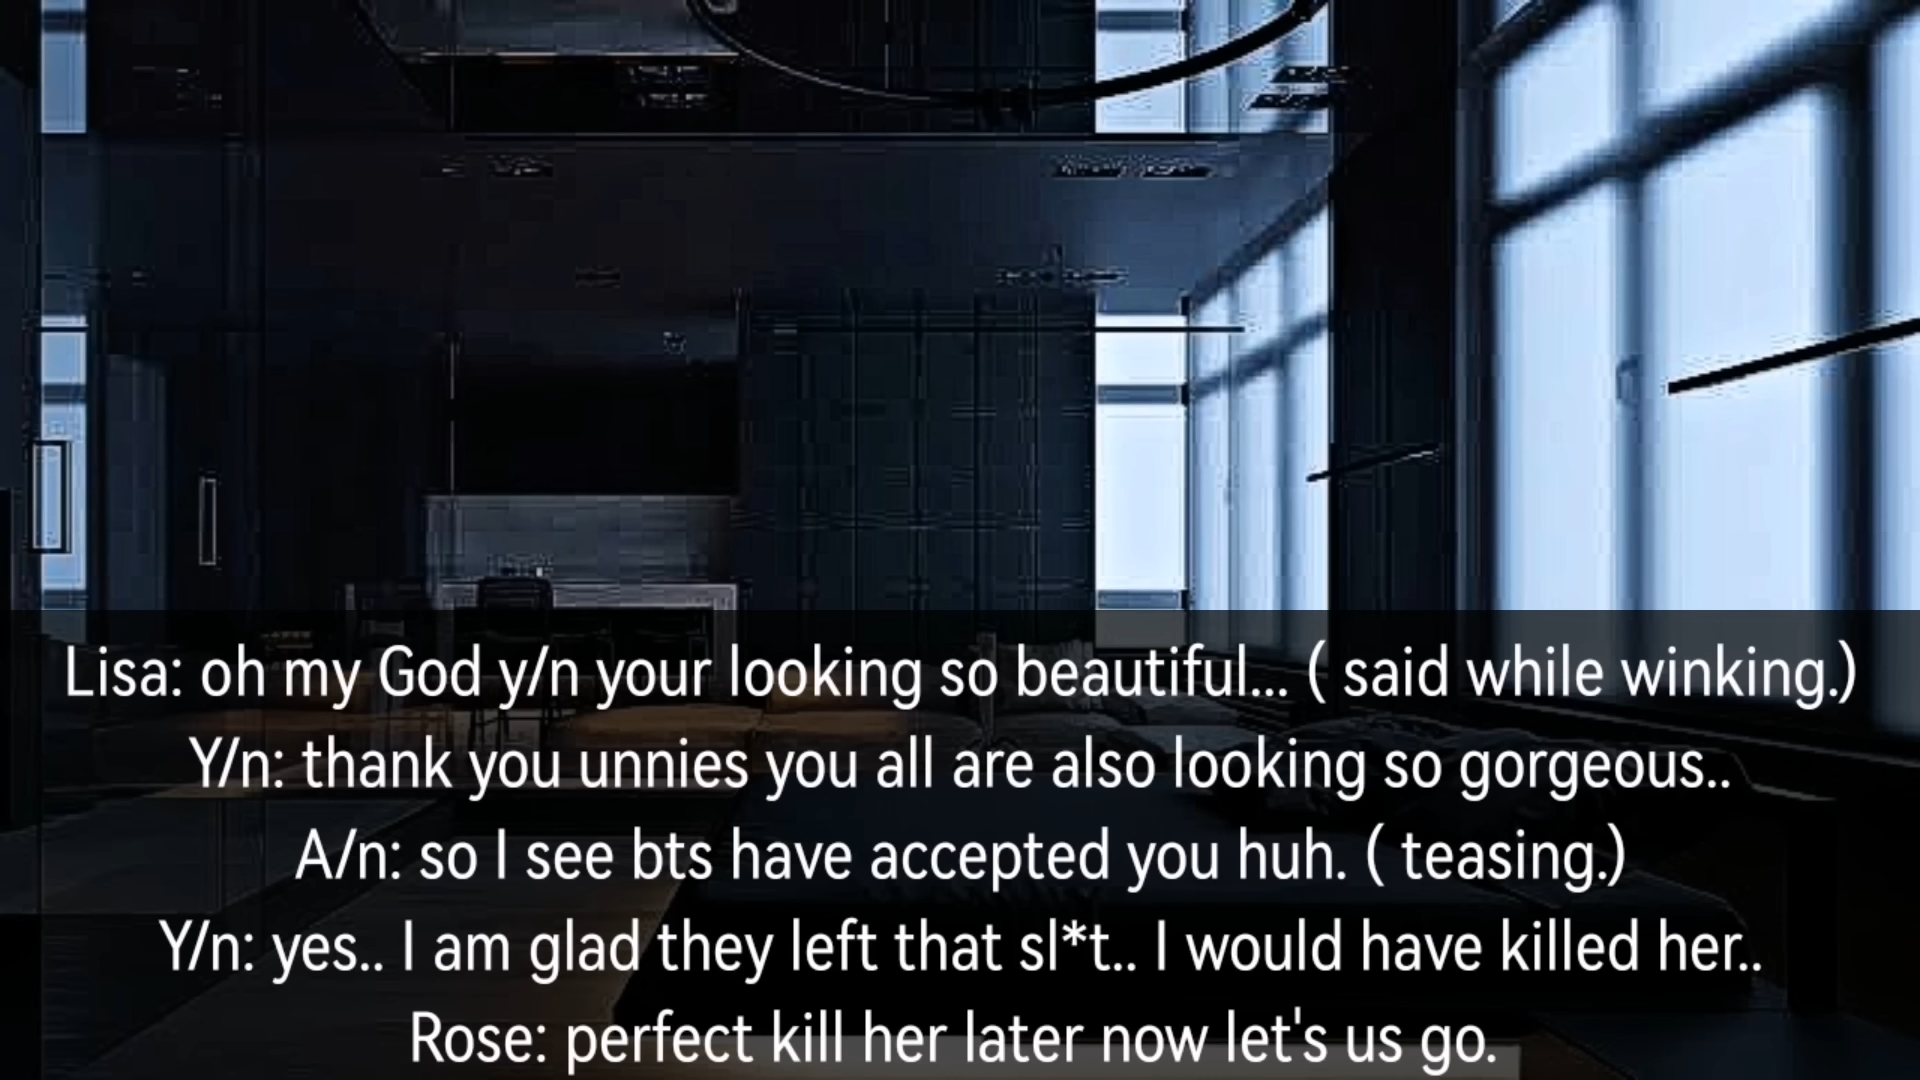 Lisa: oh my God y/n your looking so beautiful... ( said while winking.)
Y/n: thank you unnies you all are also looking so gorgeous..
A/n: so I see bts have accepted you huh. ( teasing.)
Y/n: yes.. I am glad they left that sl*t.. I would have killed her..
Rose: perfect kill her later now let's us go.